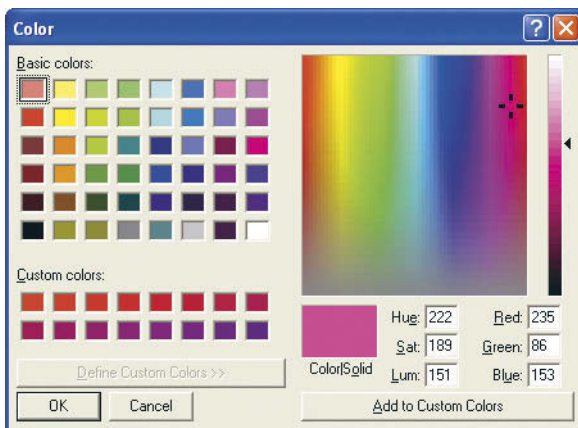 Color
Basic colors:
Custom colors:
Define Custom Colors >>
OK
Cancel
Color|Solid
Hue: 222
Sat: 189
Lum: 151
Red: 235
Green: 86
Blue: 153
Add to Custom Colors